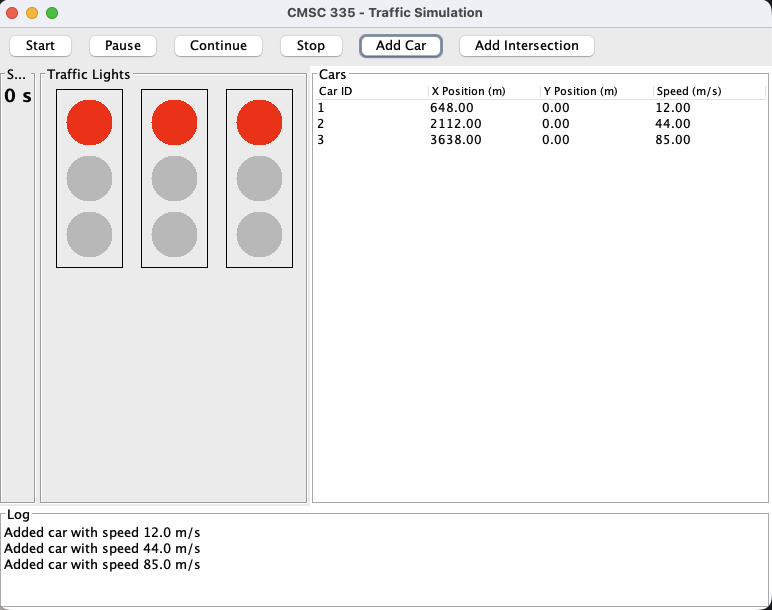 CMSC 335 - Traffic Simulation
Start Pause Continue Stop Add Car Add Intersection
S... Traffic Lights Cars
0 s
Car ID X Position (m) Y Position (m) Speed (m/s)
1 648.00 0.00 12.00
2 2112.00 0.00 44.00
3 3638.00 0.00 85.00
Log
Added car with speed 12.0 m/s
Added car with speed 44.0 m/s
Added car with speed 85.0 m/s